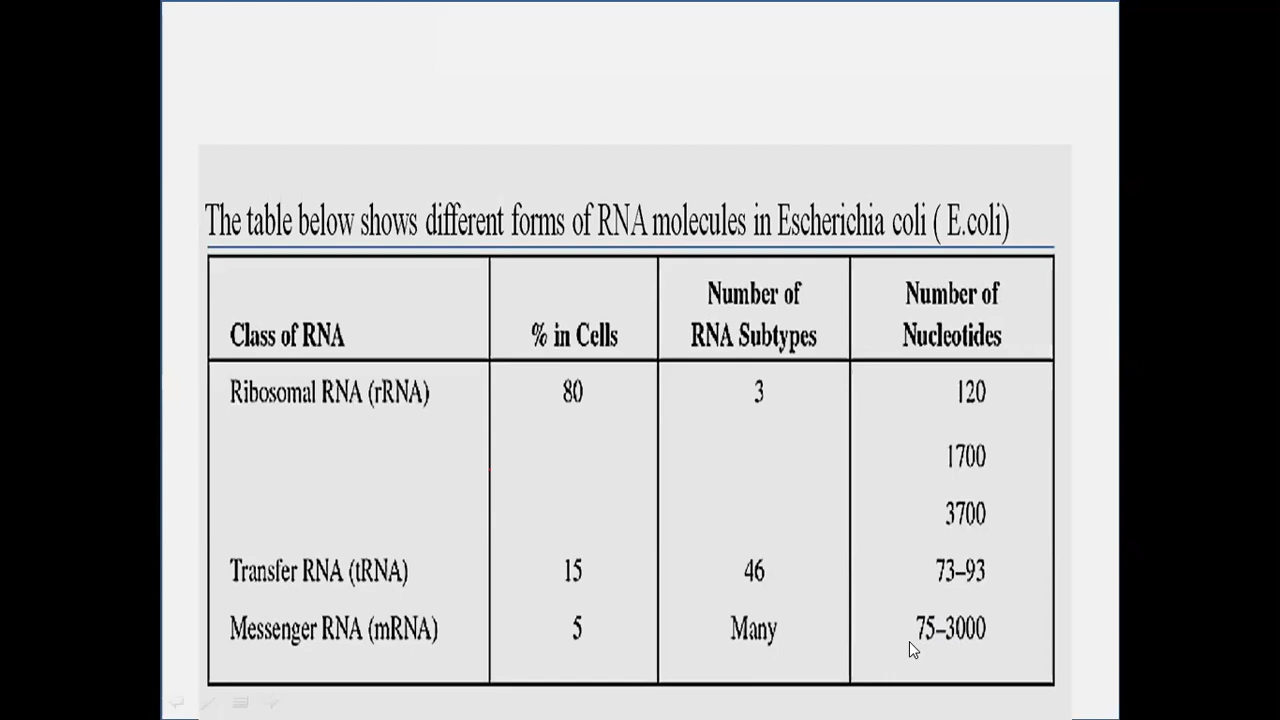 The table below shows different forms of RNA molecules in Escherichia coli ( E.coli)
Number of Number of
Class of RNA % in Cells RNA Subtypes Nucleotides
Ribosomal RNA (rRNA) 80 3 120
1700
3700
Transfer RNA (tRNA) 15 46 73–93
Messenger RNA (mRNA) 5 Many 75–3000